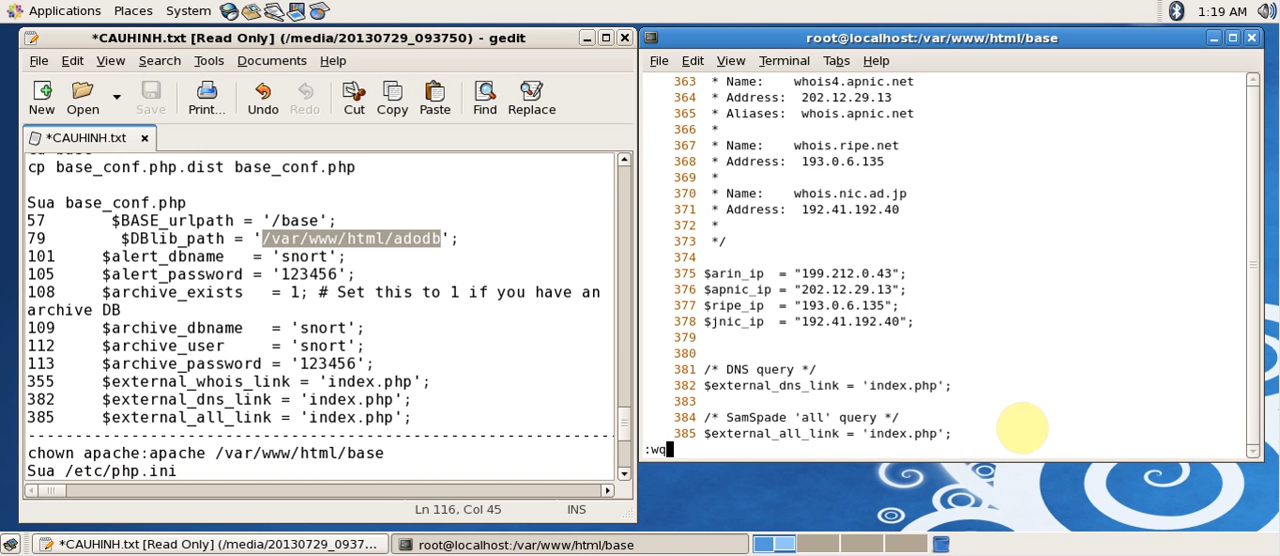 Applications Places System 1:19 AM
*CAUHINH.txt [Read Only] (/media/20130729_093750) - gedit
File Edit View Search Tools Documents Help
New Open Save Print... Undo Redo Cut Copy Paste Find Replace
*CAUHINH.txt
cp base_conf.php.dist base_conf.php
Sua base_conf.php
57 $BASE_urlpath = '/base';
79 $DBlib_path = '/var/www/html/adodb';
101 $alert_dbname = 'snort';
105 $alert_password = '123456';
108 $archive_exists = 1; # Set this to 1 if you have an
archive DB
109 $archive_dbname = 'snort';
112 $archive_user = 'snort';
113 $archive_password = '123456';
355 $external_whois_link = 'index.php';
382 $external_dns_link = 'index.php';
385 $external_all_link = 'index.php';
--------------------------------------------------
chown apache:apache /var/www/html/base
Sua /etc/php.ini
Ln 116, Col 45 INS
root@localhost:/var/www/html/base
File Edit View Terminal Tabs Help
363 * Name: whois4.apnic.net
364 * Address: 202.12.29.13
365 * Aliases: whois.apnic.net
366 *
367 * Name: whois.ripe.net
368 * Address: 193.0.6.135
369 *
370 * Name: whois.nic.ad.jp
371 * Address: 192.41.192.40
372 *
373 */
374
375 $arin_ip = "199.212.0.43";
376 $apnic_ip = "202.12.29.13";
377 $ripe_ip = "193.0.6.135";
378 $jnic_ip = "192.41.192.40";
379
380
381 /* DNS query */
382 $external_dns_link = 'index.php';
383
384 /* SamSpade 'all' query */
385 $external_all_link = 'index.php';
:wq
*CAUHINH.txt [Read Only] (/media/20130729_0937... root@localhost:/var/www/html/base